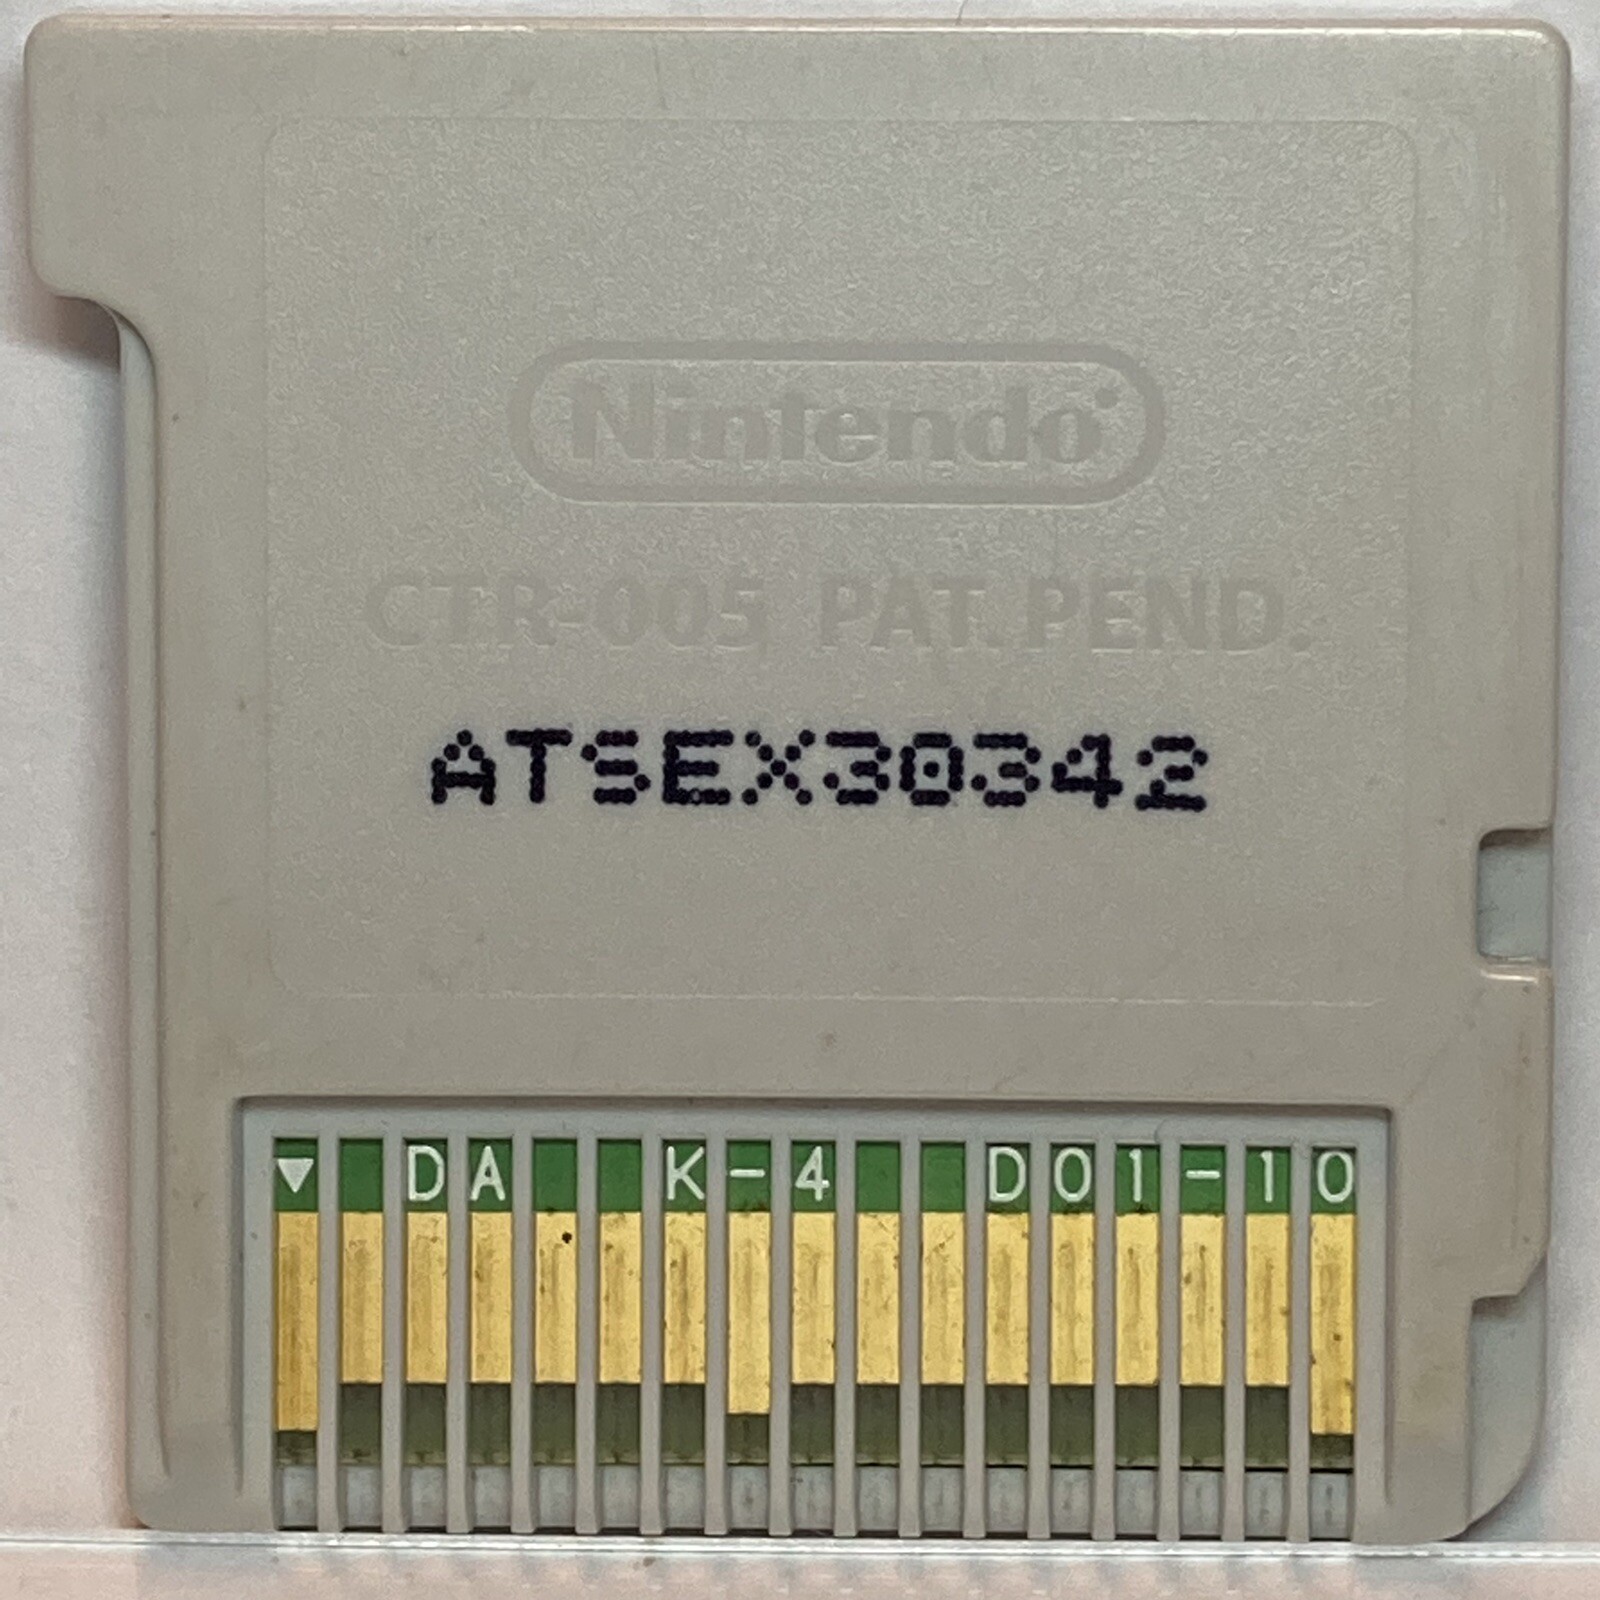 Nintendo
CTR-005 PAT.PEND.
ATSEX30342
▼ DA K-4 D01-10